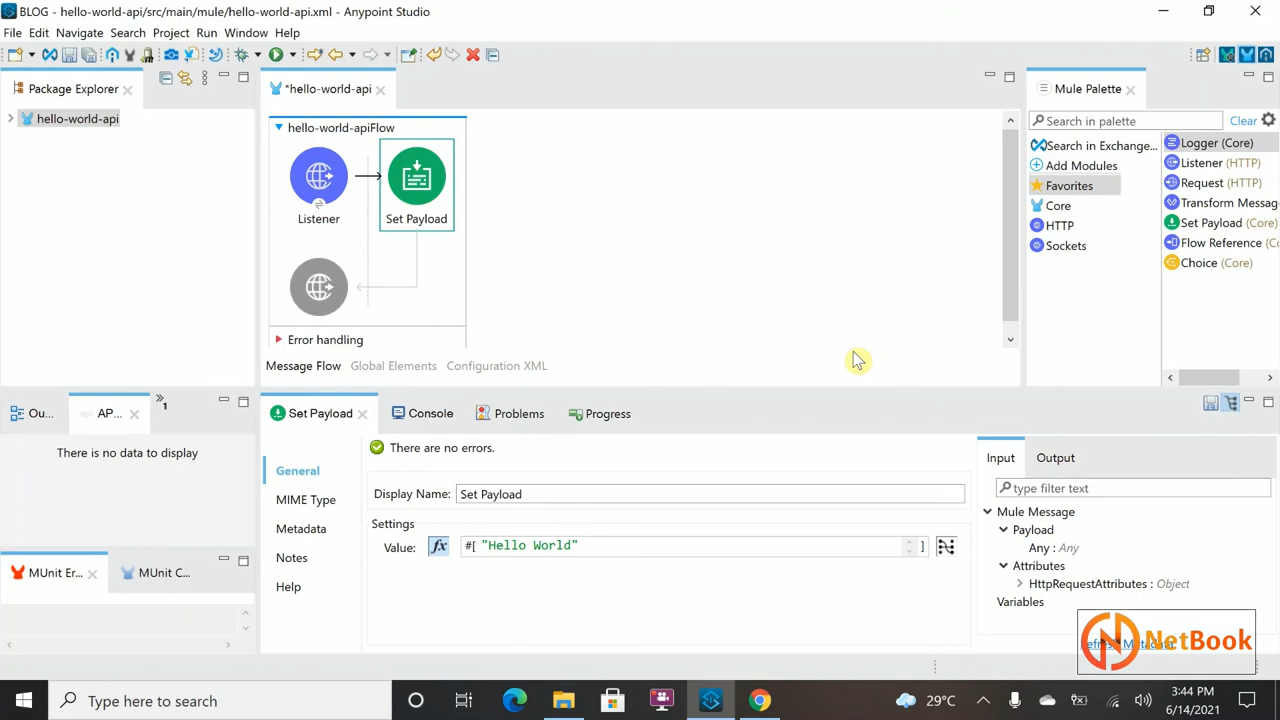 BLOG - hello-world-api/src/main/mule/hello-world-api.xml - Anypoint Studio
File Edit Navigate Search Project Run Window Help
Package Explorer
*hello-world-api
Mule Palette
hello-world-api
hello-world-apiFlow
Listener
Set Payload
Error handling
Message Flow Global Elements Configuration XML
Search in palette
Clear
Search in Exchange...
Add Modules
Favorites
Core
HTTP
Sockets
Logger (Core)
Listener (HTTP)
Request (HTTP)
Transform Message
Set Payload (Core)
Flow Reference (Co
Choice (Core)
Ou...
AP...
1
There is no data to display
MUnit Er...
MUnit C...
Set Payload
Console
Problems
Progress
There are no errors.
General
MIME Type
Metadata
Notes
Help
Display Name: Set Payload
Settings
Value: fx #[ "Hello World" ]
Input
Output
type filter text
Mule Message
Payload
Any : Any
Attributes
HttpRequestAttributes : Object
Variables
Refresh Metadata
NetBook
Type here to search
29°C
3:44 PM
6/14/2021